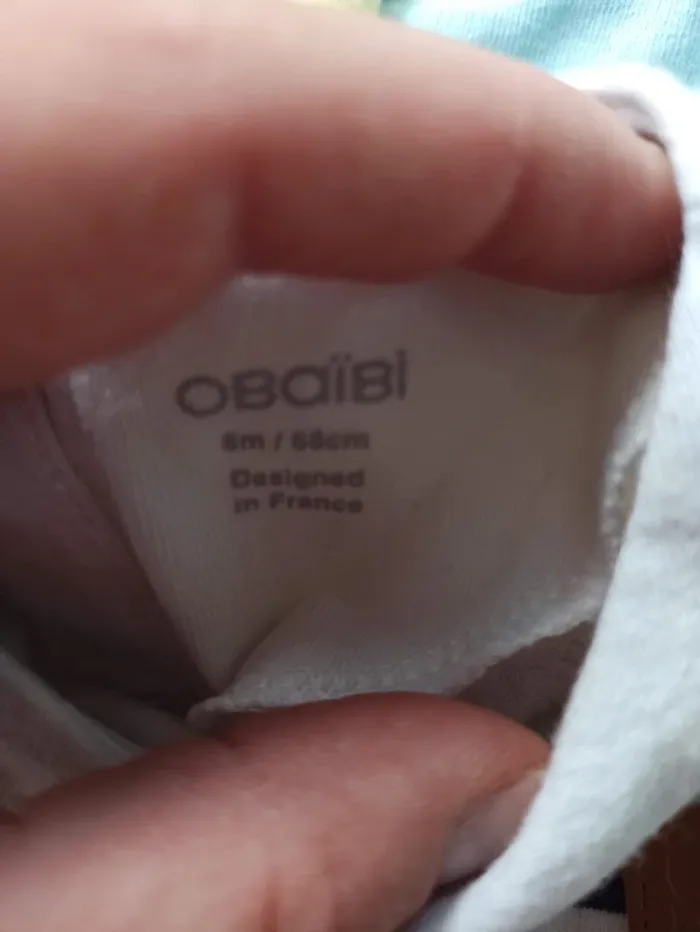 OBaïBi
6m / 68cm
Designed
in France